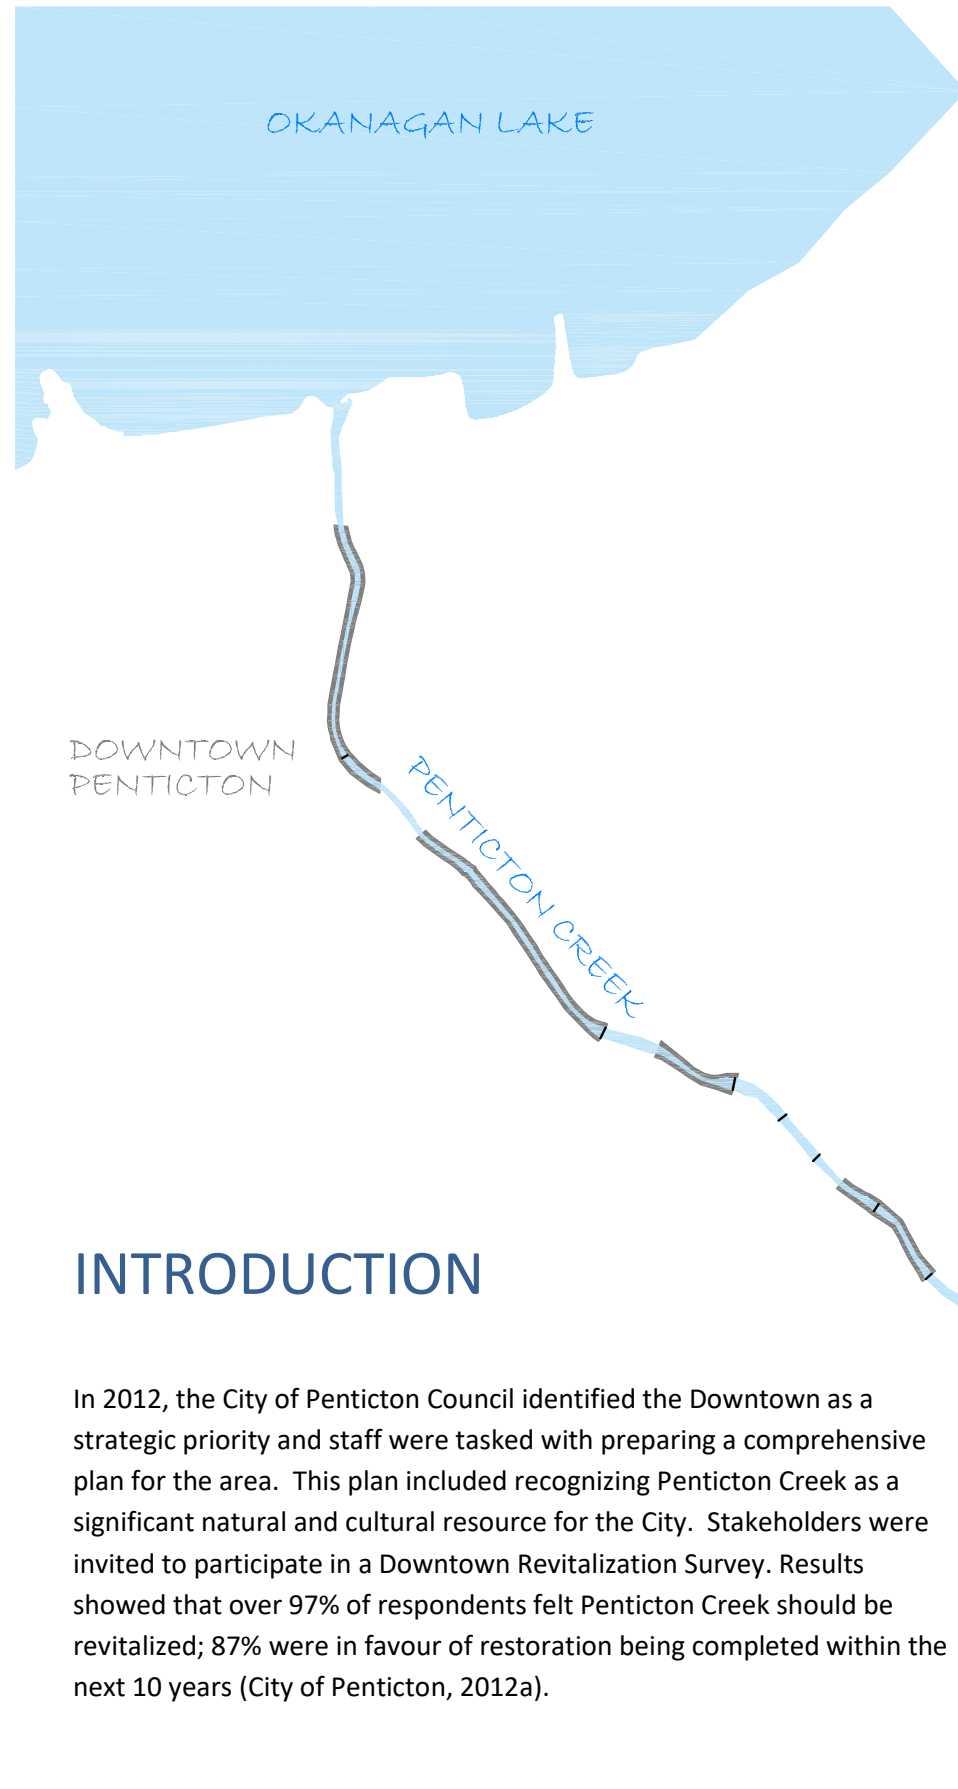 OKANAGAN LAKE
DOWNTOWN
PENTICTON
PENTICTON CREEK
INTRODUCTION
In 2012, the City of Penticton Council identified the Downtown as a
strategic priority and staff were tasked with preparing a comprehensive
plan for the area.  This plan included recognizing Penticton Creek as a
significant natural and cultural resource for the City.  Stakeholders were
invited to participate in a Downtown Revitalization Survey. Results
showed that over 97% of respondents felt Penticton Creek should be
revitalized; 87% were in favour of restoration being completed within the
next 10 years (City of Penticton, 2012a).